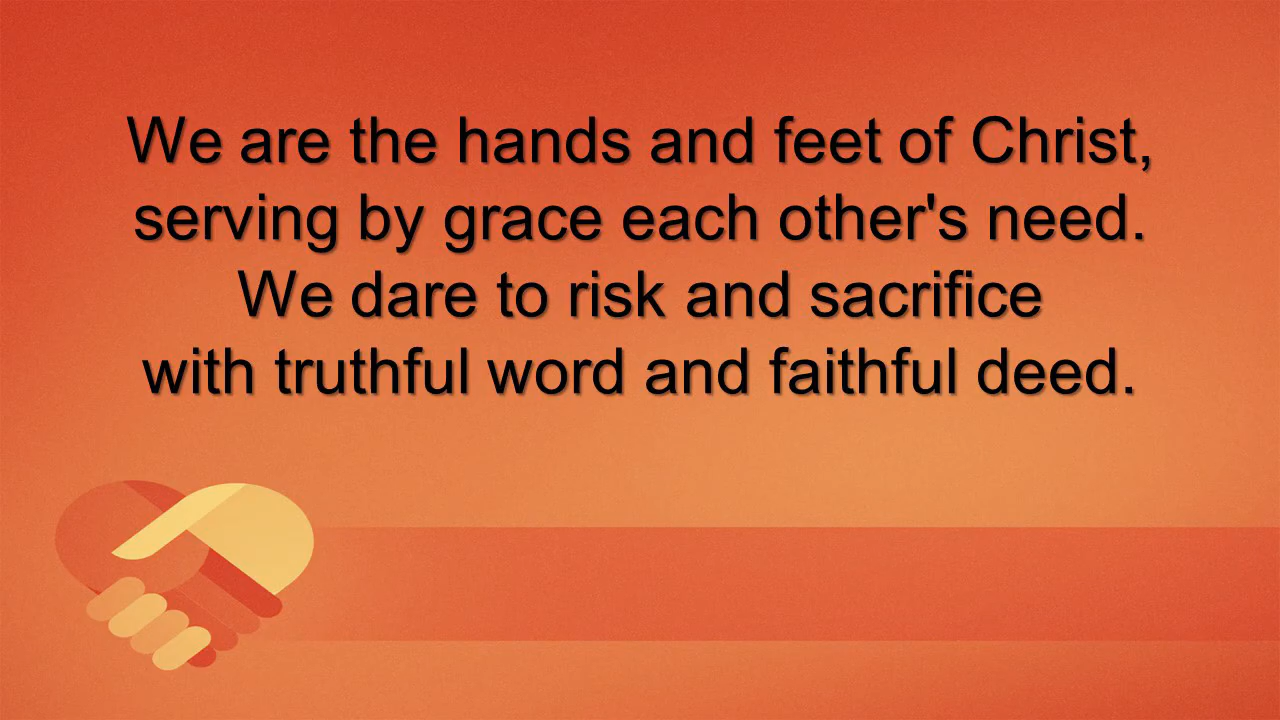 We are the hands and feet of Christ,
serving by grace each other's need.
We dare to risk and sacrifice
with truthful word and faithful deed.